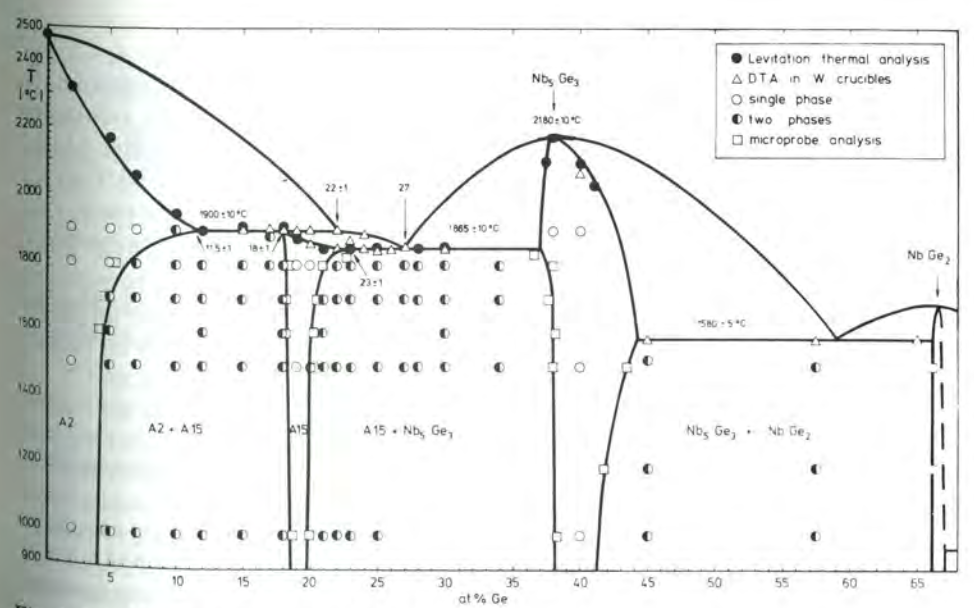 2500
2400
T
[°C]
2200
2000
1800
1500
1400
1200
1000
900
● Levitation thermal analysis
△ DTA in W crucibles
○ single phase
◐ two phases
□ microprobe analysis
Nb5 Ge3
2180±10°C
22±1
27
1900±10°C
1865±10°C
11.5±1
18±1
23±1
Nb Ge2
1580±5°C
A2
A2 + A15
A15
A15 + Nb5 Ge3
Nb5 Ge3 + Nb Ge2
5 10 15 20 25 30 35 40 45 50 55 60 65
at % Ge